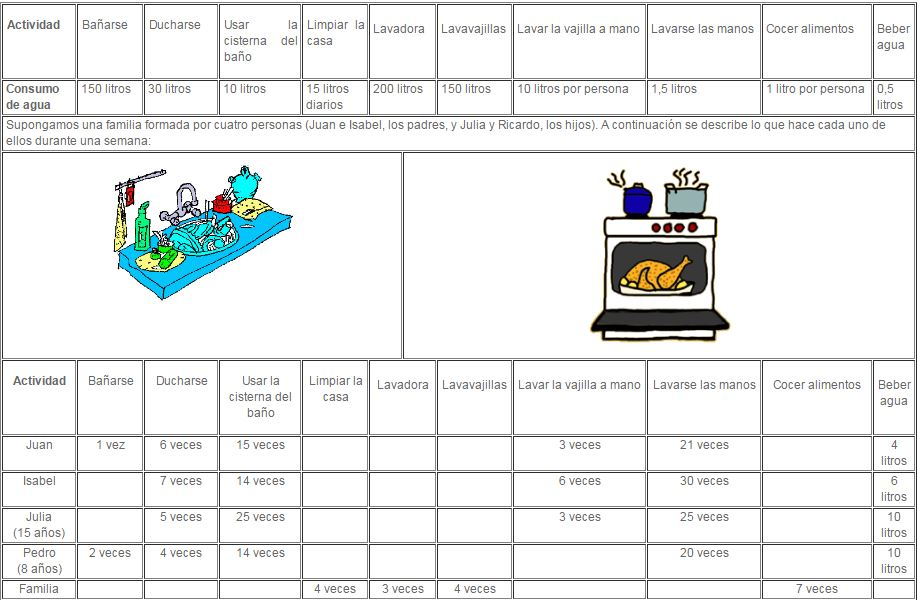 Actividad Bañarse Ducharse Usar la Limpiar la Lavadora Lavavajillas Lavar la vajilla a mano Lavarse las manos Cocer alimentos Beber
cisterna del casa agua
baño
Consumo 150 litros 30 litros 10 litros 15 litros 200 litros 150 litros 10 litros por persona 1,5 litros 1 litro por persona 0,5
de agua diarios litros
Supongamos una familia formada por cuatro personas (Juan e Isabel, los padres, y Julia y Ricardo, los hijos). A continuación se describe lo que hace cada uno de
ellos durante una semana:
Actividad Bañarse Ducharse Usar la Limpiar la Lavadora Lavavajillas Lavar la vajilla a mano Lavarse las manos Cocer alimentos Beber
cisterna del casa agua
baño
Juan 1 vez 6 veces 15 veces 3 veces 21 veces 4
litros
Isabel 7 veces 14 veces 6 veces 30 veces 6
litros
Julia 5 veces 25 veces 3 veces 25 veces 10
(15 años) litros
Pedro 2 veces 4 veces 14 veces 20 veces 10
(8 años) litros
Familia 4 veces 3 veces 4 veces 7 veces